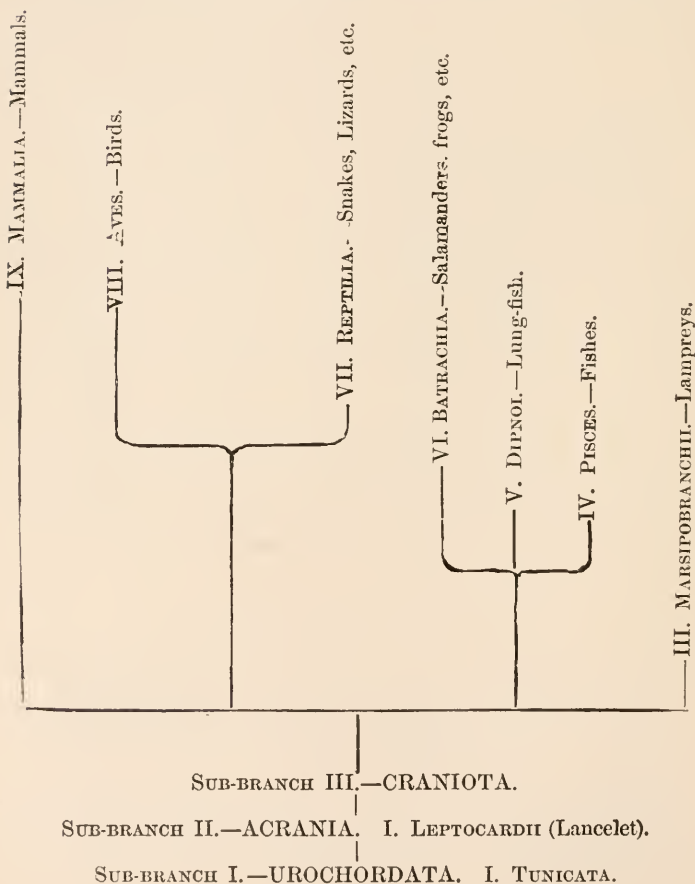 IX. MAMMALIA.—Mammals.
VIII. AVES.—Birds.
VII. REPTILIA.- -Snakes, Lizards, etc.
VI. BATRACHIA.--Salamanders. frogs, etc.
V. DIPNOI.—Lung-fish.
IV. PISCES.—Fishes.
III. MARSIPOBRANCHII.—Lampreys.
SUB-BRANCH III.—CRANIOTA.
SUB-BRANCH II.—ACRANIA. I. LEPTOCARDII (Lancelet).
SUB-BRANCH I.—UROCHORDATA. I. TUNICATA.